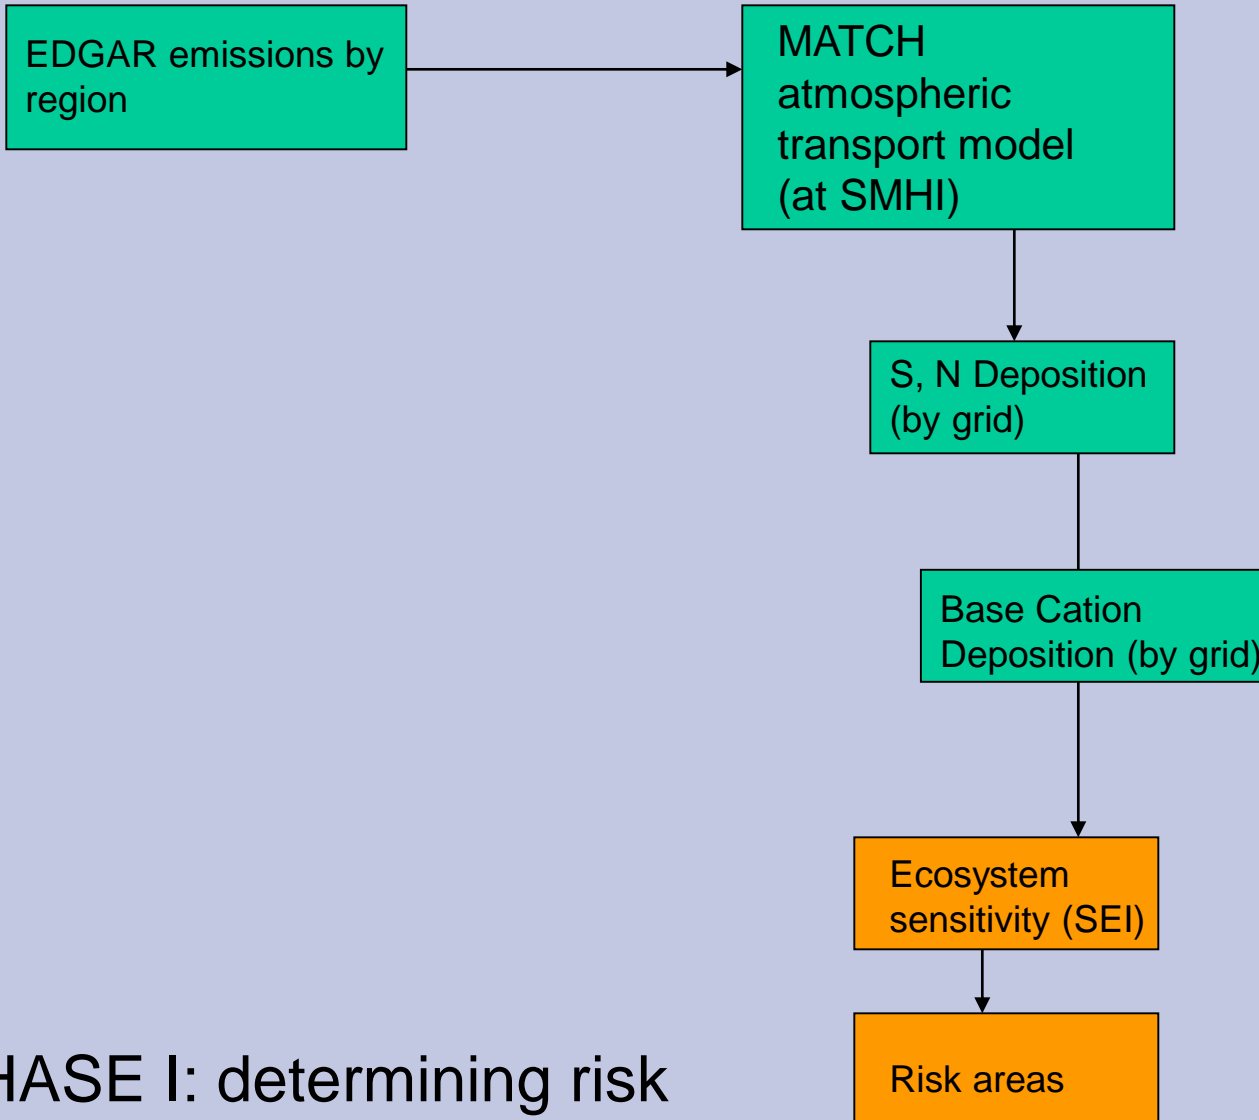 EDGAR emissions by
region
MATCH
atmospheric
transport model
(at SMHI)
S, N Deposition
(by grid)
Base Cation
Deposition (by grid)
Ecosystem
sensitivity (SEI)
Risk areas
HASE I: determining risk